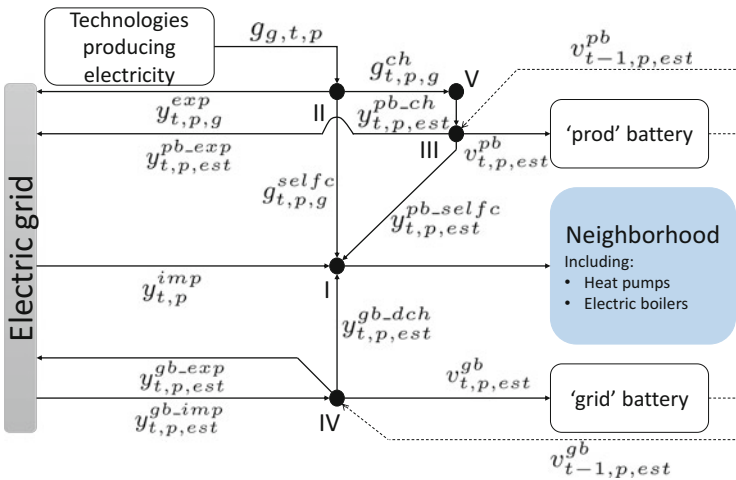 Technologies
producing
electricity
g_{g,t,p}
g^{ch}_{t,p,g}
V
v^{pb}_{t-1,p,est}
y^{exp}_{t,p,g}
II
y^{pb_ch}_{t,p,est}
y^{pb_exp}_{t,p,est}
III
v^{pb}_{t,p,est}
'prod' battery
g^{selfc}_{t,p,g}
y^{pb_selfc}_{t,p,est}
Electric grid
Neighborhood
Including:
• Heat pumps
• Electric boilers
y^{imp}_{t,p}
I
y^{gb_dch}_{t,p,est}
y^{gb_exp}_{t,p,est}
v^{gb}_{t,p,est}
'grid' battery
y^{gb_imp}_{t,p,est}
IV
v^{gb}_{t-1,p,est}